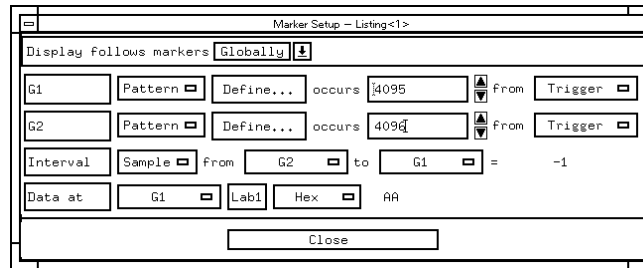 Marker Setup — Listing<1>
Display follows markers Globally
G1 Pattern Define... occurs 4095 from Trigger
G2 Pattern Define... occurs 4096 from Trigger
Interval Sample from G2 to G1 = -1
Data at G1 Lab1 Hex AA
Close